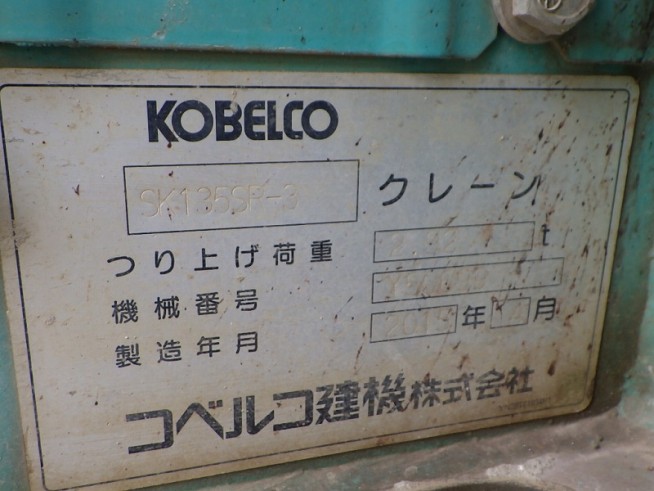 KOBELCO
SK135SR-3 クレーン
つり上げ荷重 t
機械番号
製造年月 年 月
コベルコ建機株式会社